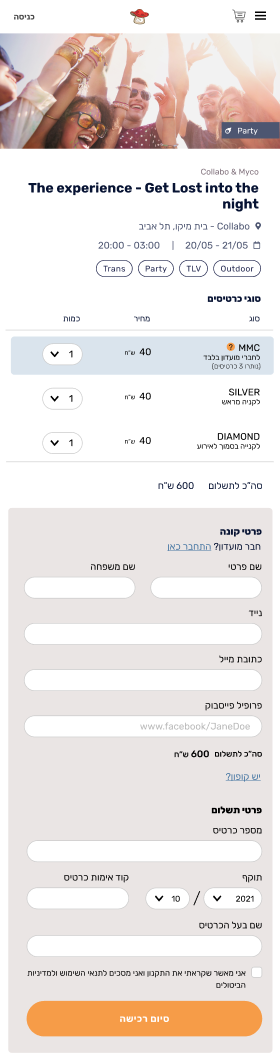 כניסה
Party
Collabo & Myco
The experience - Get Lost into the
night
Collabo - בית מיקו, תל אביב
20/05 - 21/05 | 20:00 - 03:00
Outdoor TLV Party Trans
סוגי כרטיסים
סוג מחיר כמות
MMC 40 ש"ח 1
לחברי מועדון בלבד
(נותרו 3 כרטיסים)
SILVER 40 ש"ח 1
לקניה מראש
DIAMOND 40 ש"ח 1
לקנייה בסמוך לאירוע
סה"כ לתשלום 600 ש"ח
פרטי קונה
חבר מועדון? התחבר כאן
שם פרטי שם משפחה
נייד
כתובת מייל
פרופיל פייסבוק
www.facebook/JaneDoe
סה"כ לתשלום 600 ש"ח
יש קופון?
פרטי תשלום
מספר כרטיס
תוקף קוד אימות כרטיס
2021 / 10
שם בעל הכרטיס
אני מאשר שקראתי את התקנון ואני מסכים לתנאי השימוש ולמדיניות
הביטולים
סיום רכישה